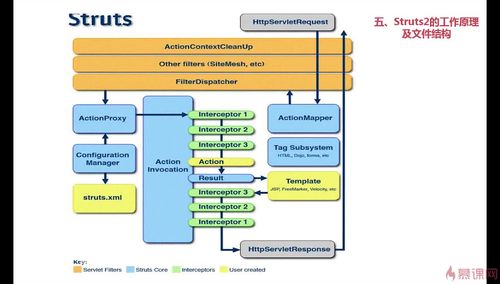 Struts
HttpServletRequest
五、Struts2的工作原理
及文件结构
ActionContextCleanUp
Other filters (SiteMesh, etc)
FilterDispatcher
ActionProxy
Interceptor 1
ActionMapper
Interceptor 2
Configuration
Manager
Action
Invocation
Interceptor 3
Tag Subsystem
HTML, Dojo, forms, etc
Action
Result
Template
JSP, FreeMarker, Velocity, etc
struts.xml
Interceptor 3
Interceptor 2
Interceptor 1
HttpServletResponse
Key:
Servlet Filters
Struts Core
Interceptors
User created
慕课网